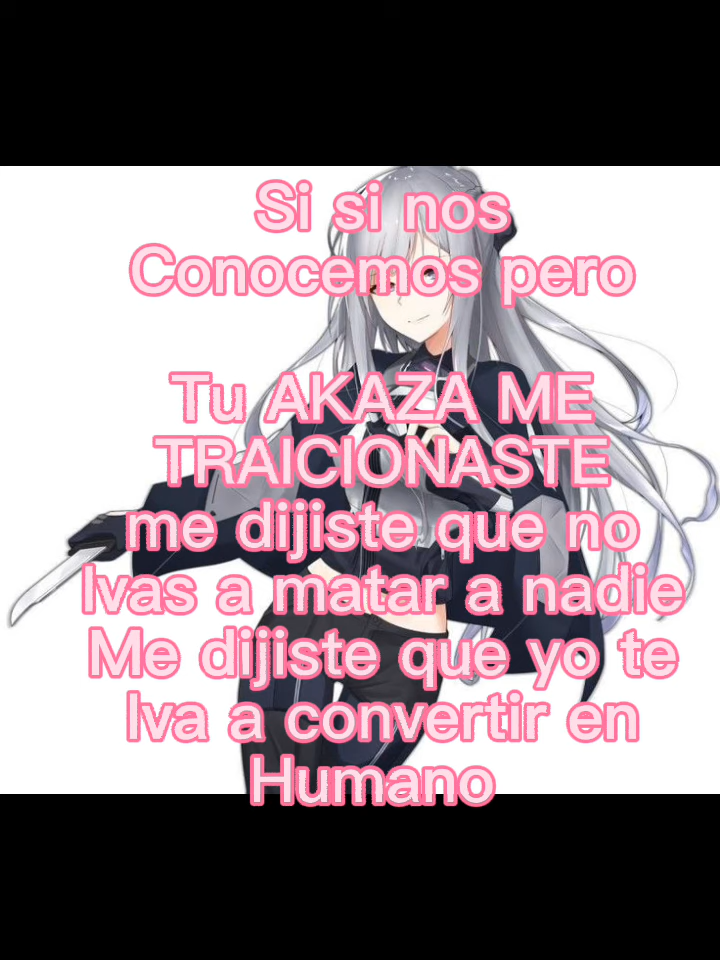 Si si nos
Conocemos pero
Tu AKAZA ME
TRAICIONASTE
me dijiste que no
Ivas a matar a nadie
Me dijiste que yo te
Iva a convertir en
Humano